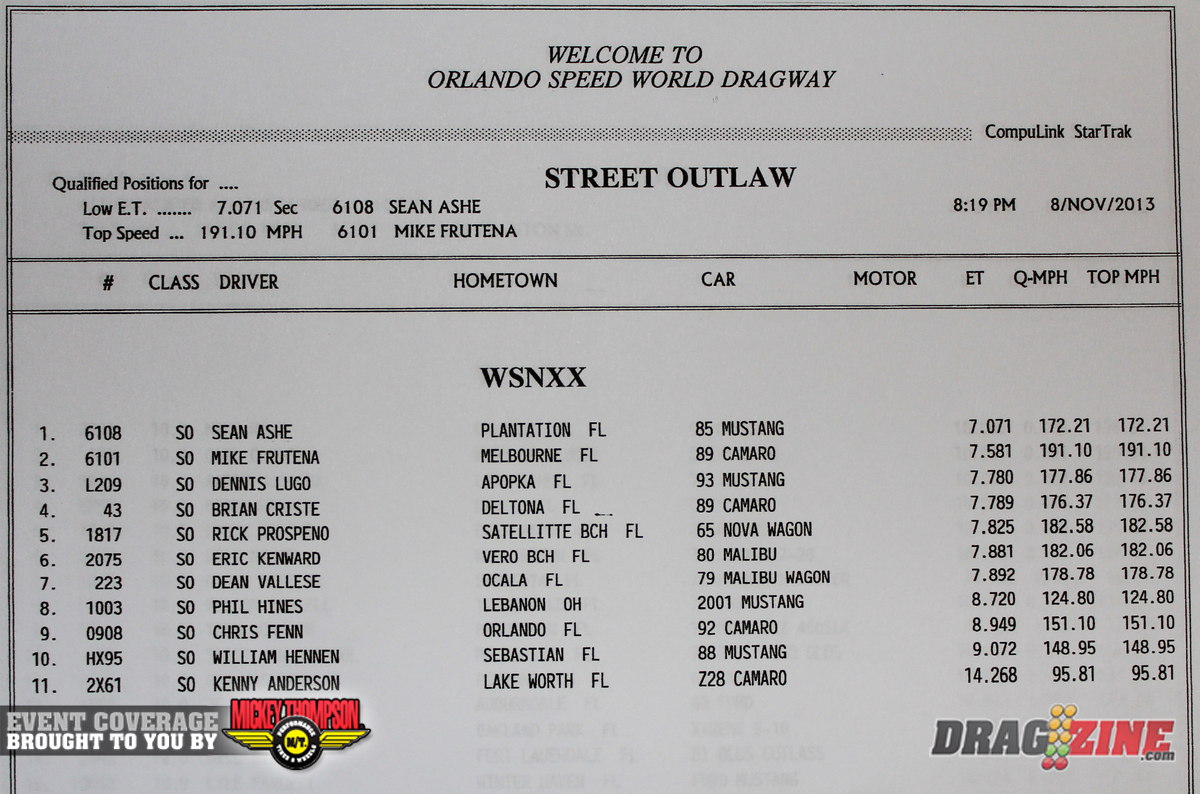 WELCOME TO
ORLANDO SPEED WORLD DRAGWAY
CompuLink StarTrak
Qualified Positions for ....
STREET OUTLAW
Low E.T. ....... 7.071 Sec 6108 SEAN ASHE
8:19 PM 8/NOV/2013
Top Speed ... 191.10 MPH 6101 MIKE FRUTENA
# CLASS DRIVER HOMETOWN CAR MOTOR ET Q-MPH TOP MPH
WSNXX
1. 6108 SO SEAN ASHE PLANTATION FL 85 MUSTANG 7.071 172.21 172.21
2. 6101 SO MIKE FRUTENA MELBOURNE FL 89 CAMARO 7.581 191.10 191.10
3. L209 SO DENNIS LUGO APOPKA FL 93 MUSTANG 7.780 177.86 177.86
4. 43 SO BRIAN CRISTE DELTONA FL 89 CAMARO 7.789 176.37 176.37
5. 1817 SO RICK PROSPENO SATELLITTE BCH FL 65 NOVA WAGON 7.825 182.58 182.58
6. 2075 SO ERIC KENWARD VERO BCH FL 80 MALIBU 7.881 182.06 182.06
7. 223 SO DEAN VALLESE OCALA FL 79 MALIBU WAGON 7.892 178.78 178.78
8. 1003 SO PHIL HINES LEBANON OH 2001 MUSTANG 8.720 124.80 124.80
9. 0908 SO CHRIS FENN ORLANDO FL 92 CAMARO 8.949 151.10 151.10
10. HX95 SO WILLIAM HENNEN SEBASTIAN FL 88 MUSTANG 9.072 148.95 148.95
11. 2X61 SO KENNY ANDERSON LAKE WORTH FL Z28 CAMARO 14.268 95.81 95.81
EVENT COVERAGE
BROUGHT TO YOU BY
MICKEY THOMPSON
PERFORMANCE
M/T
TIRES & WHEELS
DRAGZINE.com